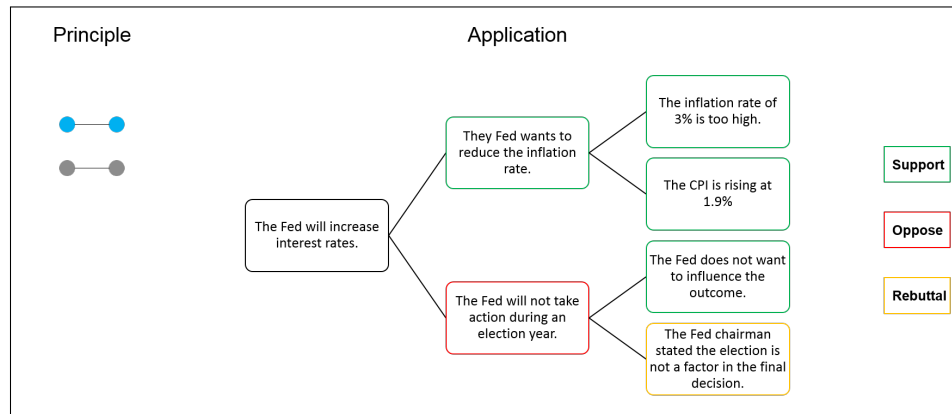 Principle
Application
The inflation rate of
3% is too high.
They Fed wants to
reduce the inflation
rate.
The CPI is rising at
1.9%
Support
The Fed will increase
interest rates.
Oppose
The Fed does not want
to influence the
outcome.
The Fed will not take
action during an
election year.
Rebuttal
The Fed chairman
stated the election is
not a factor in the final
decision.